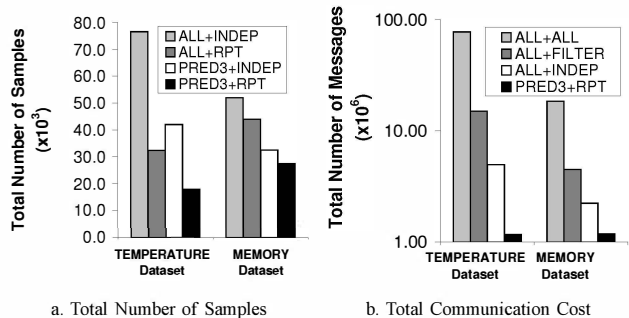 Total Number of Samples
(x10³)
80.0
70.0
60.0
50.0
40.0
30.0
20.0
10.0
0.0
ALL+INDEP
ALL+RPT
PRED3+INDEP
PRED3+RPT
TEMPERATURE
Dataset
MEMORY
Dataset
a. Total Number of Samples
Total Number of Messages
(x10⁶)
100.00
10.00
1.00
ALL+ALL
ALL+FILTER
ALL+INDEP
PRED3+RPT
TEMPERATURE
Dataset
MEMORY
Dataset
b. Total Communication Cost